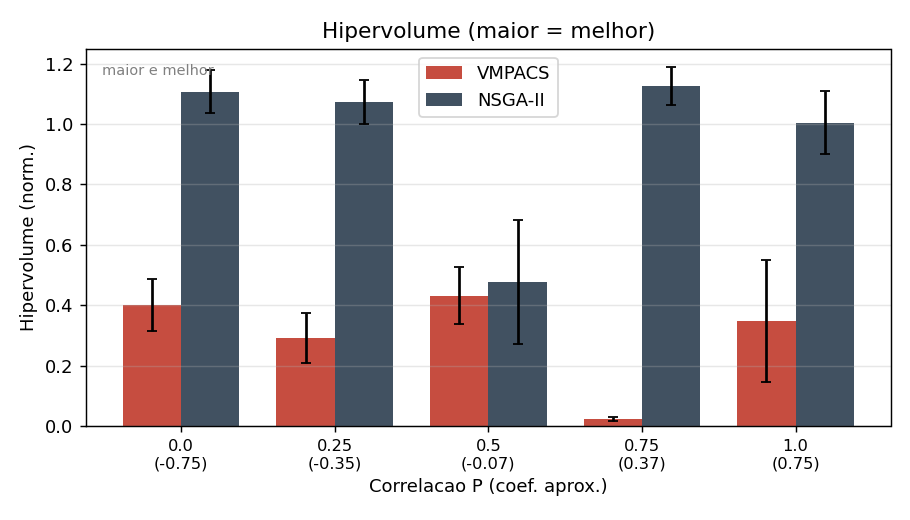 Hipervolume (maior = melhor)
maior e melhor
VMPACS
NSGA-II
Hipervolume (norm.)
1.2
1.0
0.8
0.6
0.4
0.2
0.0
0.0 0.25 0.5 0.75 1.0
(-0.75) (-0.35) (-0.07) (0.37) (0.75)
Correlacao P (coef. aprox.)